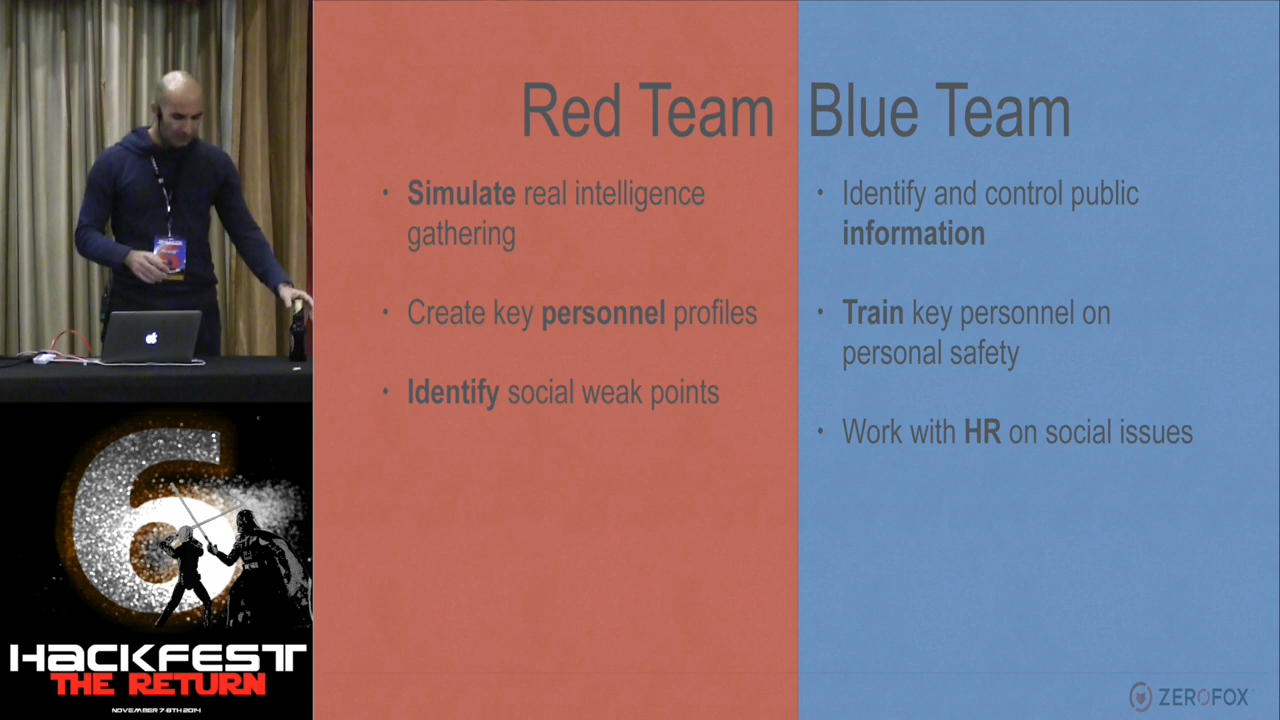 Red Team
Simulate real intelligence
gathering
Create key personnel profiles
Identify social weak points
Blue Team
Identify and control public
information
Train key personnel on
personal safety
Work with HR on social issues
6
HACKFEST
THE RETURN
NOVEMBER 7-8TH 2014
ZEROFOX